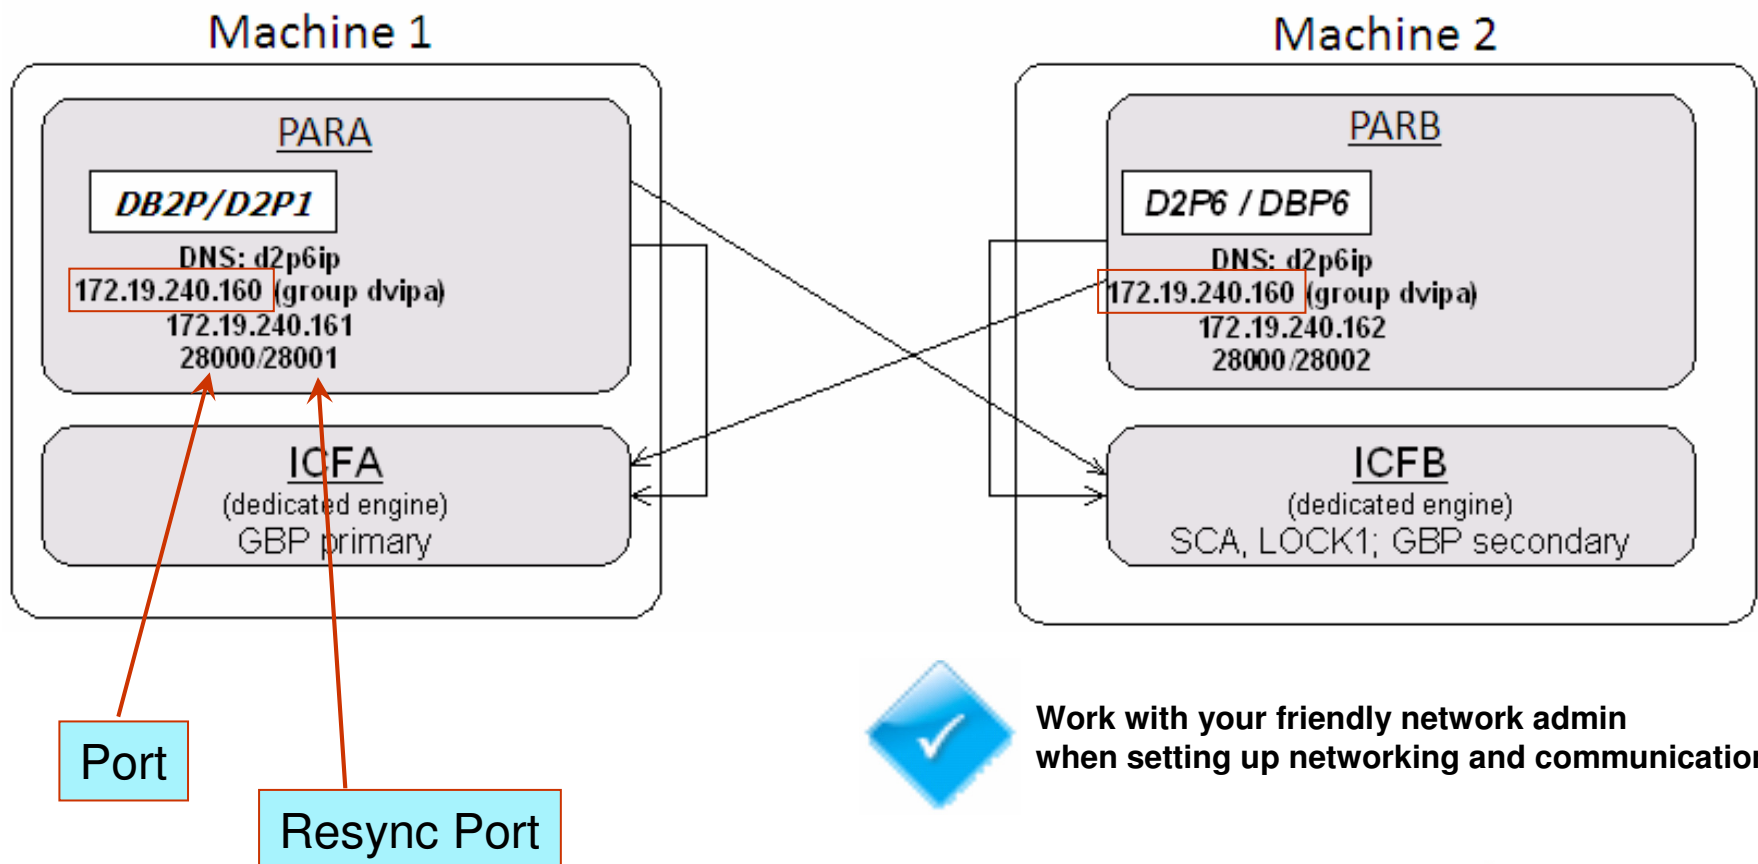 Machine 1
PARA
DB2P/D2P1
DNS: d2p6ip
172.19.240.160 (group dvipa)
172.19.240.161
28000/28001
ICFA
(dedicated engine)
GBP primary
Machine 2
PARB
D2P6 / DBP6
DNS: d2p6ip
172.19.240.160 (group dvipa)
172.19.240.162
28000/28002
ICFB
(dedicated engine)
SCA, LOCK1; GBP secondary
Port
Resync Port
Work with your friendly network admin
when setting up networking and communication